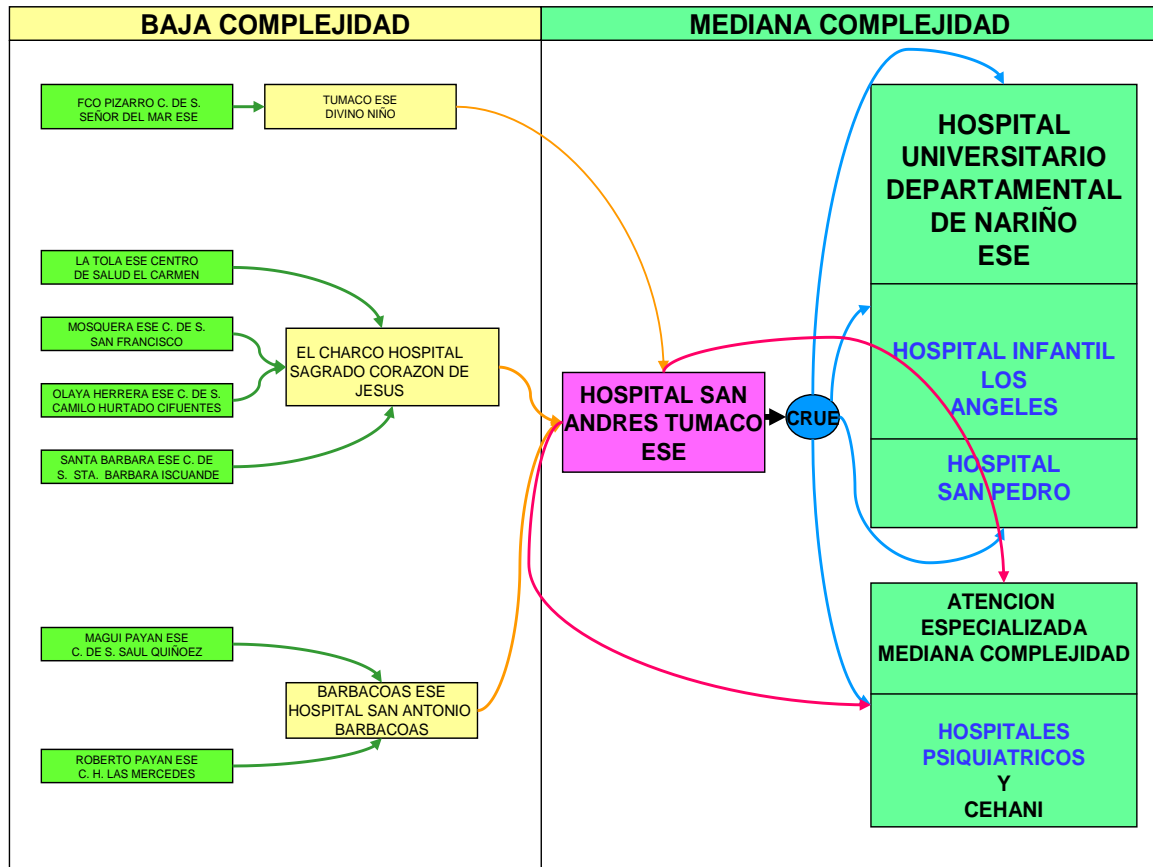 BAJA COMPLEJIDAD
MEDIANA COMPLEJIDAD
FCO PIZARRO C. DE S.
SEÑOR DEL MAR ESE
TUMACO ESE
DIVINO NIÑO
LA TOLA ESE CENTRO
DE SALUD EL CARMEN
MOSQUERA ESE C. DE S.
SAN FRANCISCO
OLAYA HERRERA ESE C. DE S.
CAMILO HURTADO CIFUENTES
SANTA BARBARA ESE C. DE
S. STA. BARBARA ISCUANDE
EL CHARCO HOSPITAL
SAGRADO CORAZON DE
JESUS
MAGUI PAYAN ESE
C. DE S. SAUL QUIÑOEZ
ROBERTO PAYAN ESE
C. H. LAS MERCEDES
BARBACOAS ESE
HOSPITAL SAN ANTONIO
BARBACOAS
HOSPITAL SAN
ANDRES TUMACO
ESE
CRUE
HOSPITAL
UNIVERSITARIO
DEPARTAMENTAL
DE NARIÑO
ESE
HOSPITAL INFANTIL
LOS
ANGELES
HOSPITAL
SAN PEDRO
ATENCION
ESPECIALIZADA
MEDIANA COMPLEJIDAD
HOSPITALES
PSIQUIATRICOS
Y
CEHANI